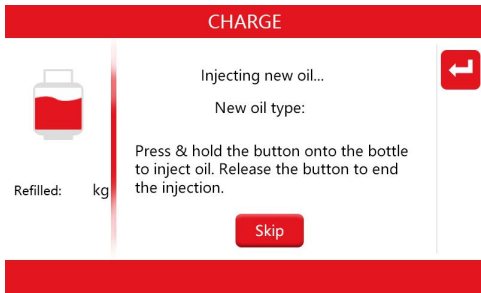 CHARGE
Injecting new oil...
New oil type:
Press & hold the button onto the bottle
to inject oil. Release the button to end
the injection.
Refilled: kg
Skip